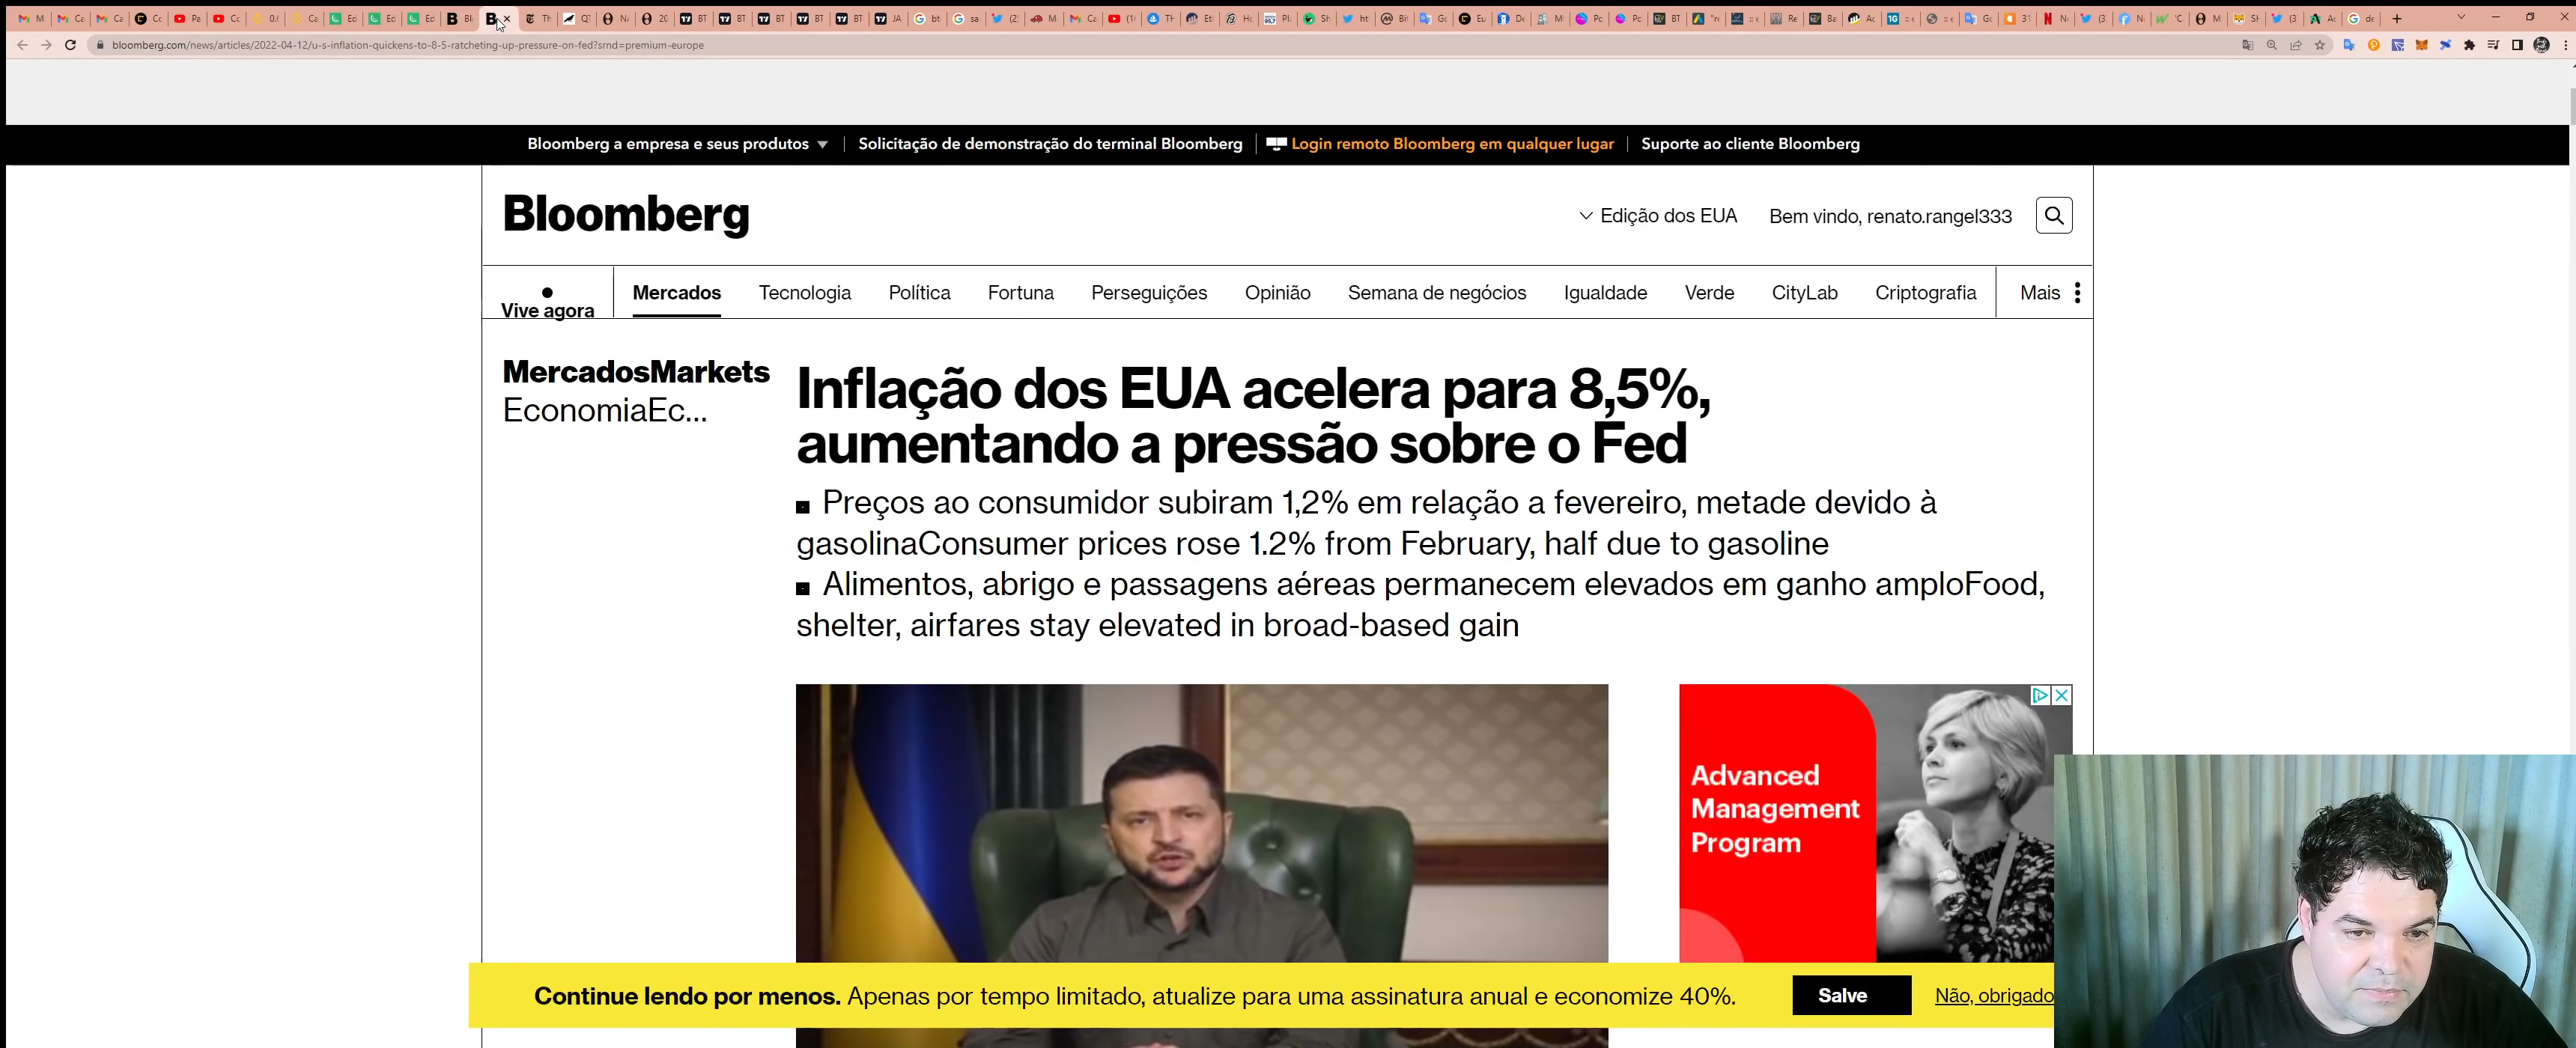 bloomberg.com/news/articles/2022-04-12/u-s-inflation-quickens-to-8-5-ratcheting-up-pressure-on-fed?srnd=premium-europe
Bloomberg a empresa e seus produtos
Solicitação de demonstração do terminal Bloomberg
Login remoto Bloomberg em qualquer lugar
Suporte ao cliente Bloomberg
Bloomberg
Edição dos EUA
Bem vindo, renato.rangel333
Vive agora
Mercados
Tecnologia
Política
Fortuna
Perseguições
Opinião
Semana de negócios
Igualdade
Verde
CityLab
Criptografia
Mais
MercadosMarkets
EconomiaEc...
Inflação dos EUA acelera para 8,5%,
aumentando a pressão sobre o Fed
Preços ao consumidor subiram 1,2% em relação a fevereiro, metade devido à
gasolinaConsumer prices rose 1.2% from February, half due to gasoline
Alimentos, abrigo e passagens aéreas permanecem elevados em ganho amploFood,
shelter, airfares stay elevated in broad-based gain
Advanced
Management
Program
Continue lendo por menos. Apenas por tempo limitado, atualize para uma assinatura anual e economize 40%.
Salve
Não, obrigado